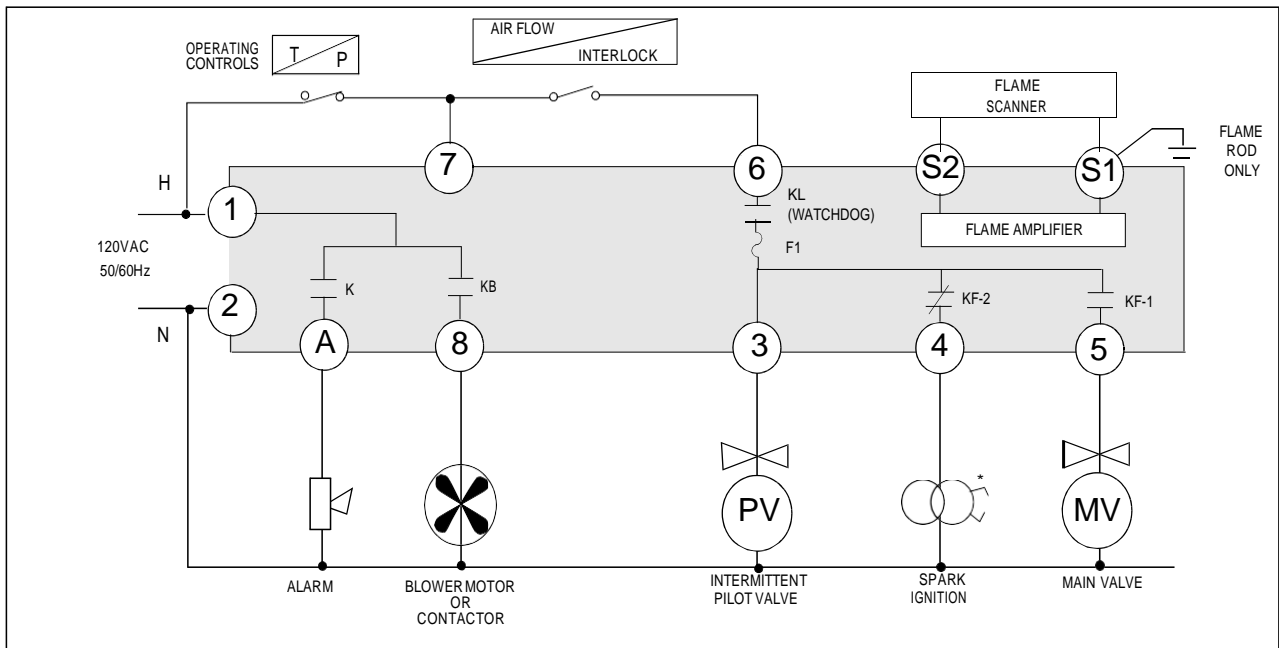 OPERATING
CONTROLS
T
P
AIR FLOW
INTERLOCK
FLAME
SCANNER
FLAME
ROD
ONLY
7
6
S2
S1
H
1
KL
(WATCHDOG)
F1
FLAME AMPLIFIER
120VAC
50/60Hz
2
N
K
KB
KF-2
KF-1
A
8
3
4
5
*
PV
MV
ALARM
BLOWER MOTOR
OR
CONTACTOR
INTERMITTENT
PILOT VALVE
SPARK
IGNITION
MAIN VALVE